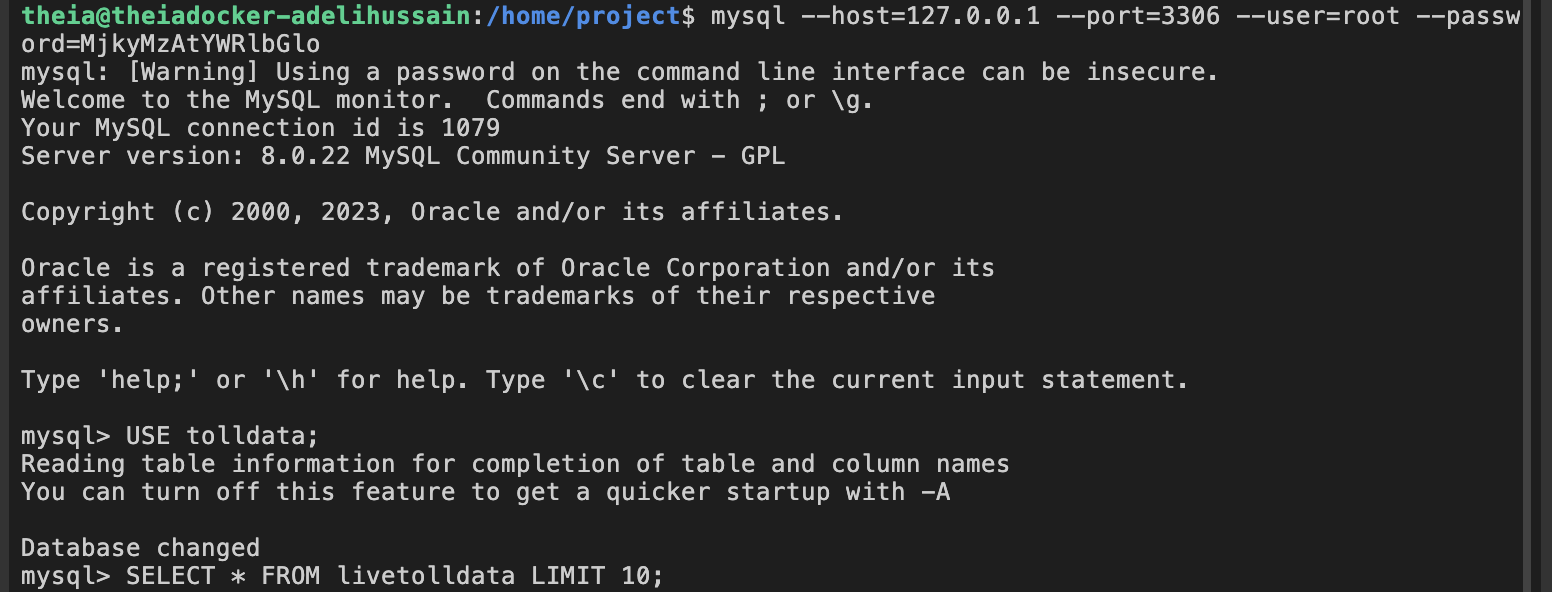 theia@theiadocker-adelihussain:/home/project$ mysql --host=127.0.0.1 --port=3306 --user=root --passw
ord=MjkyMzAtYWRlbGlo
mysql: [Warning] Using a password on the command line interface can be insecure.
Welcome to the MySQL monitor.  Commands end with ; or \g.
Your MySQL connection id is 1079
Server version: 8.0.22 MySQL Community Server - GPL
Copyright (c) 2000, 2023, Oracle and/or its affiliates.
Oracle is a registered trademark of Oracle Corporation and/or its
affiliates. Other names may be trademarks of their respective
owners.
Type 'help;' or '\h' for help. Type '\c' to clear the current input statement.
mysql> USE tolldata;
Reading table information for completion of table and column names
You can turn off this feature to get a quicker startup with -A
Database changed
mysql> SELECT * FROM livetolldata LIMIT 10;